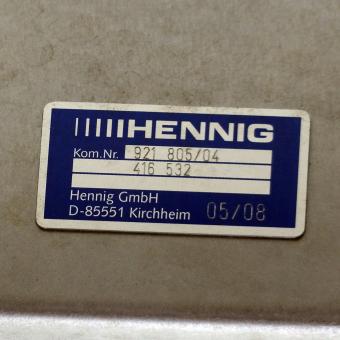 HENNIG
Kom.Nr. 921 805/04
416 532
Hennig GmbH
D-85551 Kirchheim 05/08